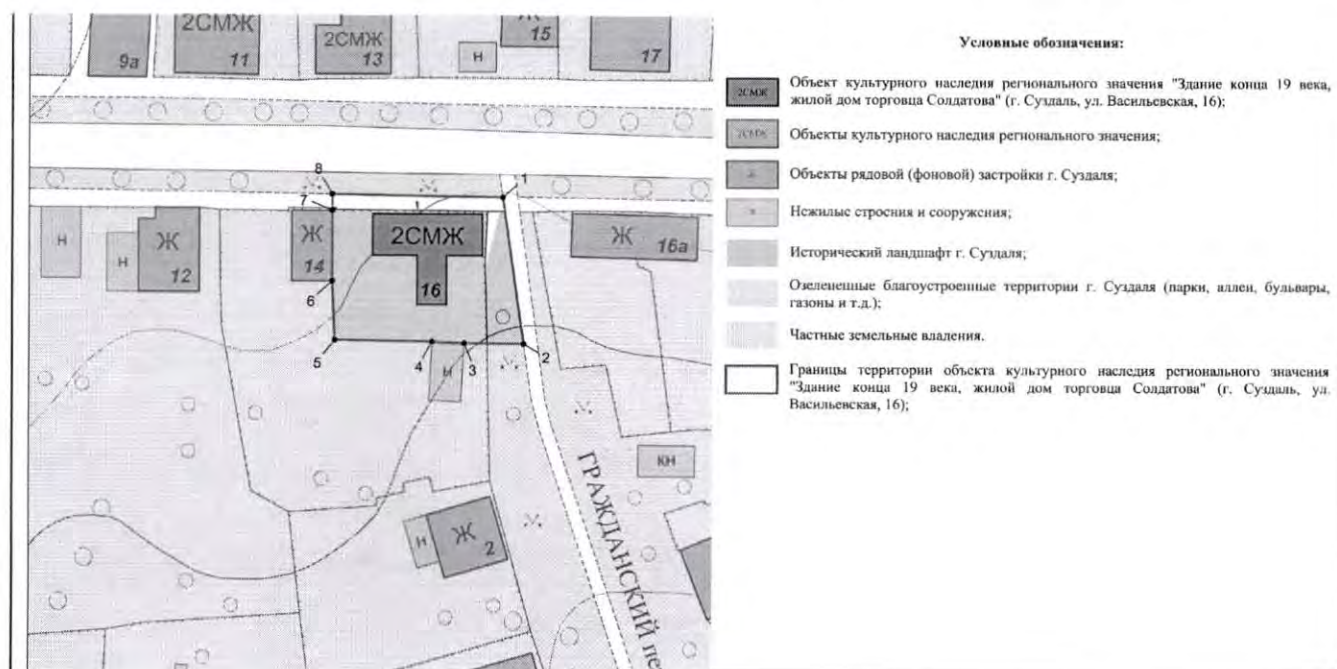 2СМЖ
11
9а
2СМЖ
13
Ж
15
н
17
8
1
7
н
н
Ж
12
Ж
14
2СМЖ
16
Ж
16а
6
5
4
3
2
н
кн
н
Ж
2
ГРАЖДАНСКИЙ пе
Условные обозначения:
2СМЖ
Объект культурного наследия регионального значения "Здание конца 19 века,
жилой дом торговца Солдатова" (г. Суздаль, ул. Васильевская, 16);
2СМЖ
Объекты культурного наследия регионального значения;
Объекты рядовой (фоновой) застройки г. Суздаля;
Нежилые строения и сооружения;
Исторический ландшафт г. Суздаля;
Озелененные благоустроенные территории г. Суздаля (парки, аллеи, бульвары,
газоны и т.д.);
Частные земельные владения.
Границы территории объекта культурного наследия регионального значения
"Здание конца 19 века, жилой дом торговца Солдатова" (г. Суздаль, ул.
Васильевская, 16);